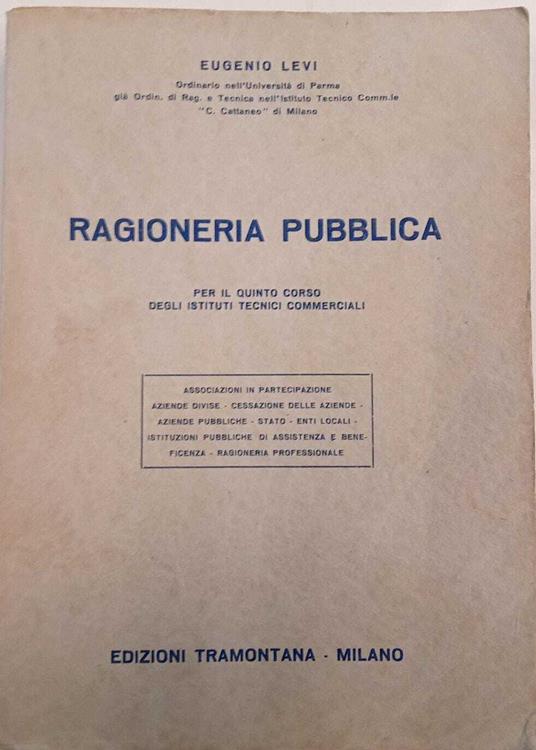 EUGENIO LEVI
Ordinario nell'Università di Parma
già Ordin. di Rag. e Tecnica nell'Istituto Tecnico Comm.le
"C. Cattaneo" di Milano
RAGIONERIA PUBBLICA
PER IL QUINTO CORSO
DEGLI ISTITUTI TECNICI COMMERCIALI
ASSOCIAZIONI IN PARTECIPAZIONE
AZIENDE DIVISE - CESSAZIONE DELLE AZIENDE -
AZIENDE PUBBLICHE - STATO - ENTI LOCALI -
ISTITUZIONI PUBBLICHE DI ASSISTENZA E BENE-
FICENZA - RAGIONERIA PROFESSIONALE
EDIZIONI TRAMONTANA - MILANO